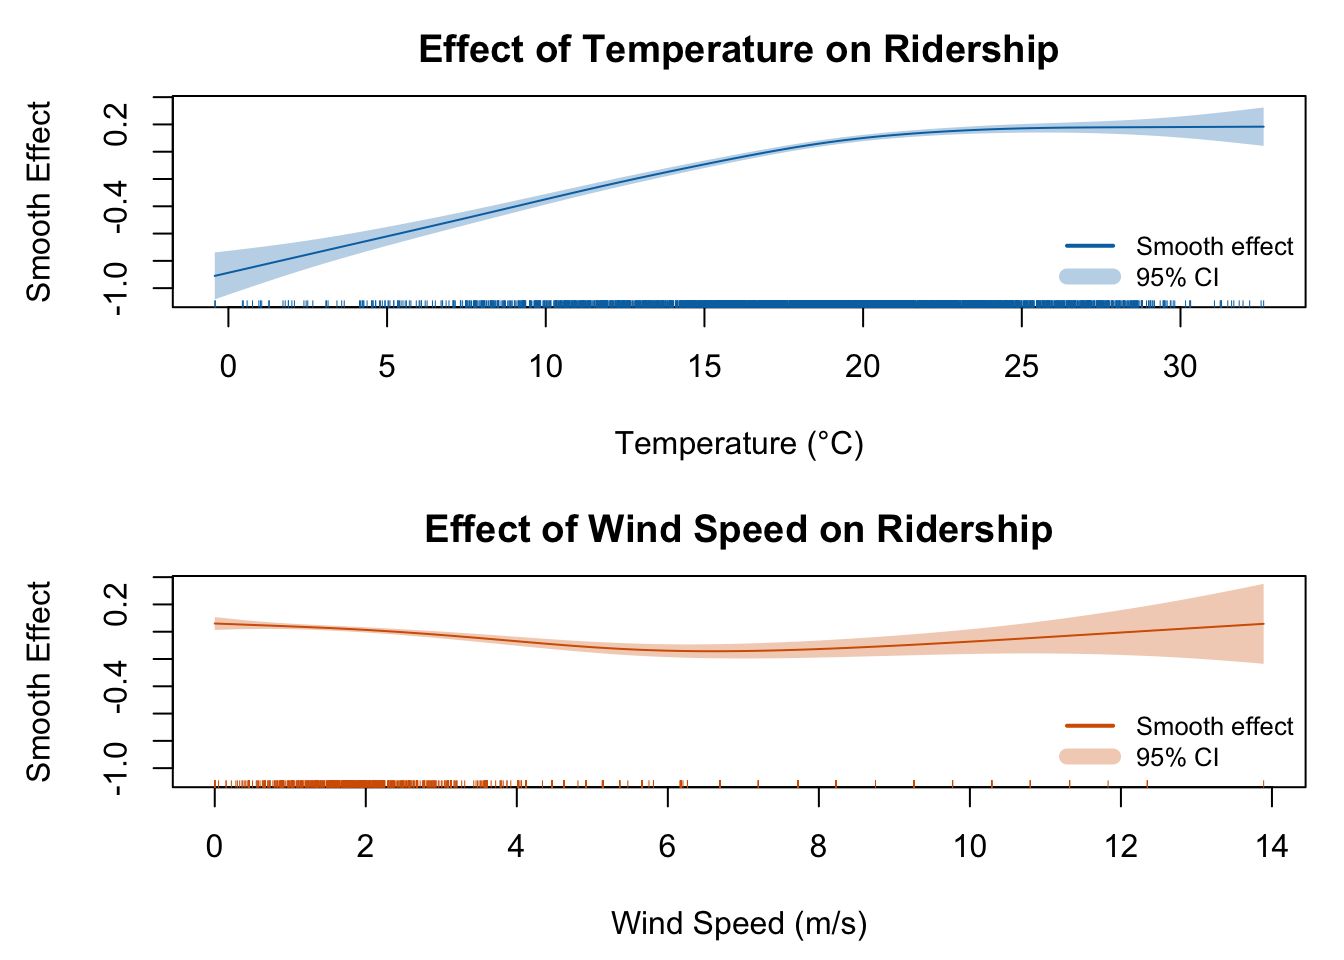 Effect of Temperature on Ridership
Smooth Effect
0.2
-0.4
-1.0
Smooth effect
95% CI
0 5 10 15 20 25 30
Temperature (°C)
Effect of Wind Speed on Ridership
Smooth Effect
0.2
-0.4
-1.0
Smooth effect
95% CI
0 2 4 6 8 10 12 14
Wind Speed (m/s)